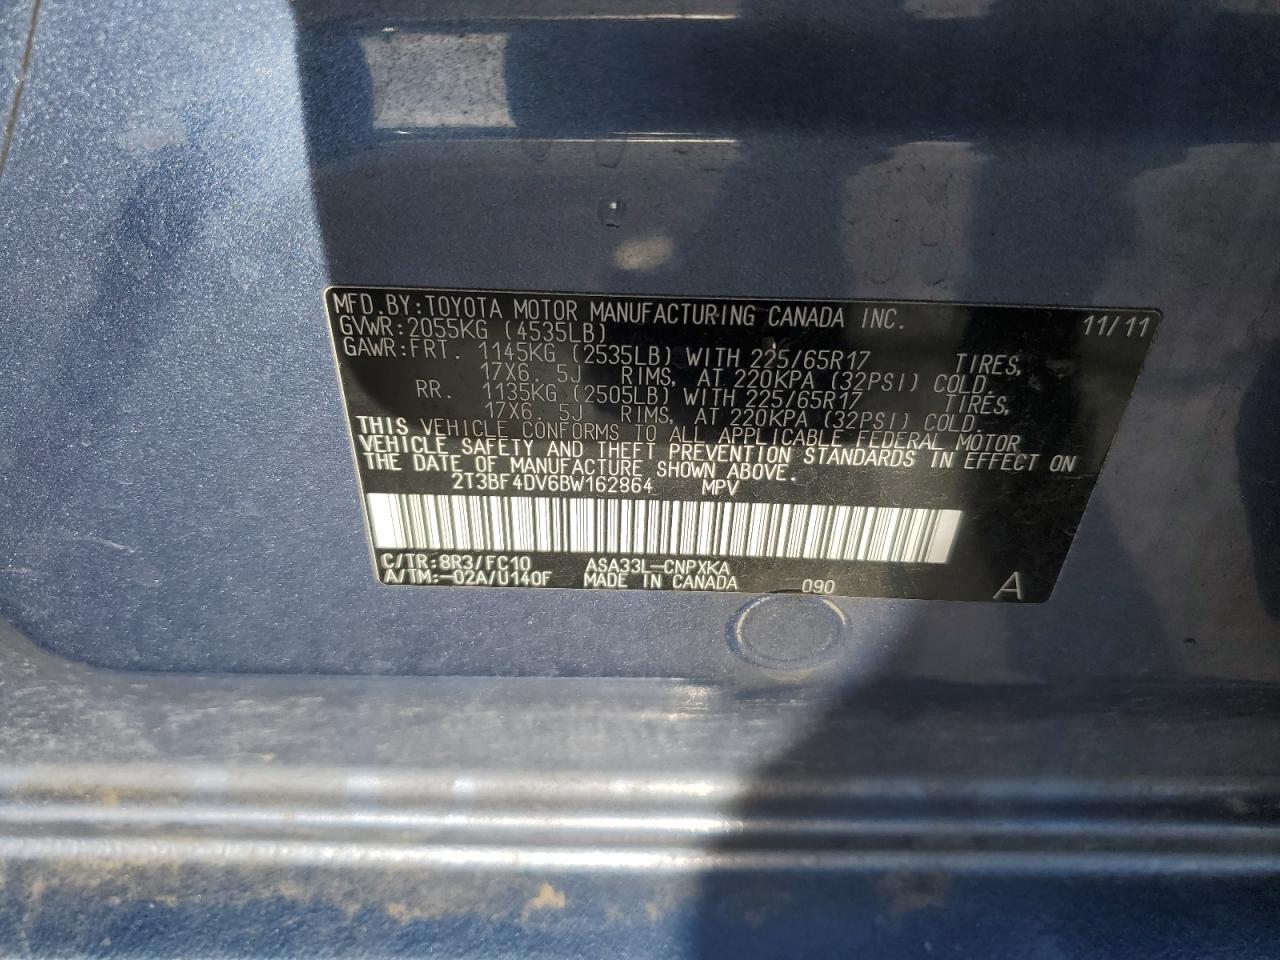 MFD.BY:TOYOTA MOTOR MANUFACTURING CANADA INC. 11/11
GVWR:2055KG (4535LB)
GAWR:FRT. 1145KG (2535LB) WITH 225/65R17 TIRES,
17X6.5J RIMS, AT 220KPA (32PSI) COLD.
RR. 1135KG (2505LB) WITH 225/65R17 TIRES,
17X6.5J RIMS, AT 220KPA (32PSI) COLD.
THIS VEHICLE CONFORMS TO ALL APPLICABLE FEDERAL MOTOR
VEHICLE SAFETY AND THEFT PREVENTION STANDARDS IN EFFECT ON
THE DATE OF MANUFACTURE SHOWN ABOVE.
2T3BF4DV6BW162864 MPV
C/TR:8R3/FC10 ASA33L-CNPXKA
A/TM:-02A/U140F MADE IN CANADA 090 A